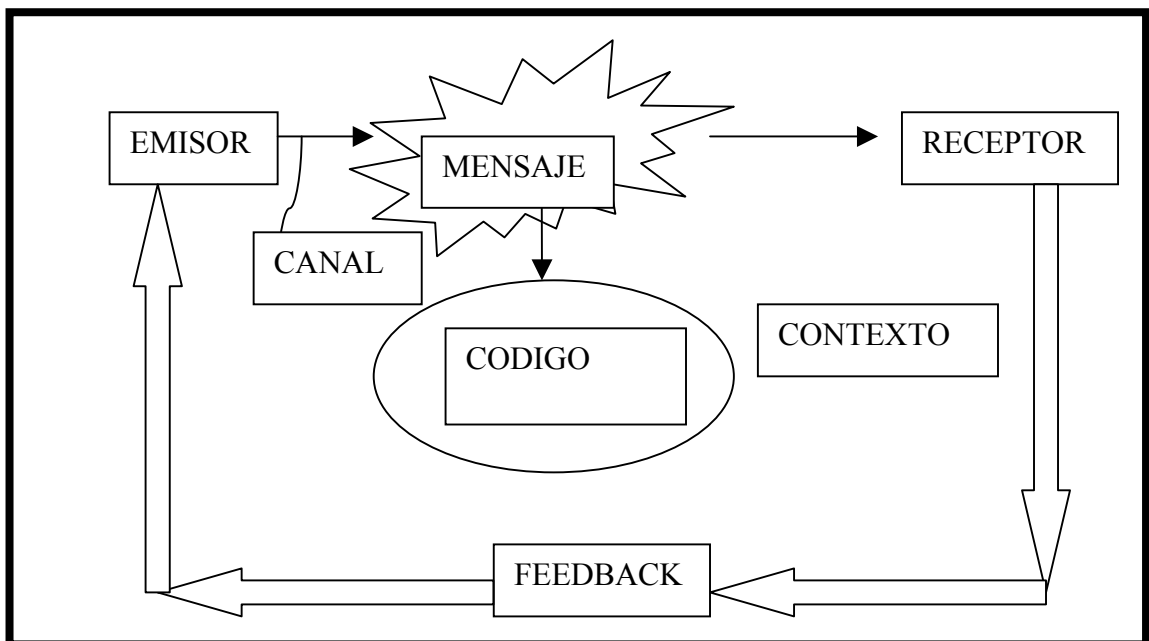 EMISOR
MENSAJE
RECEPTOR
CANAL
CODIGO
CONTEXTO
FEEDBACK